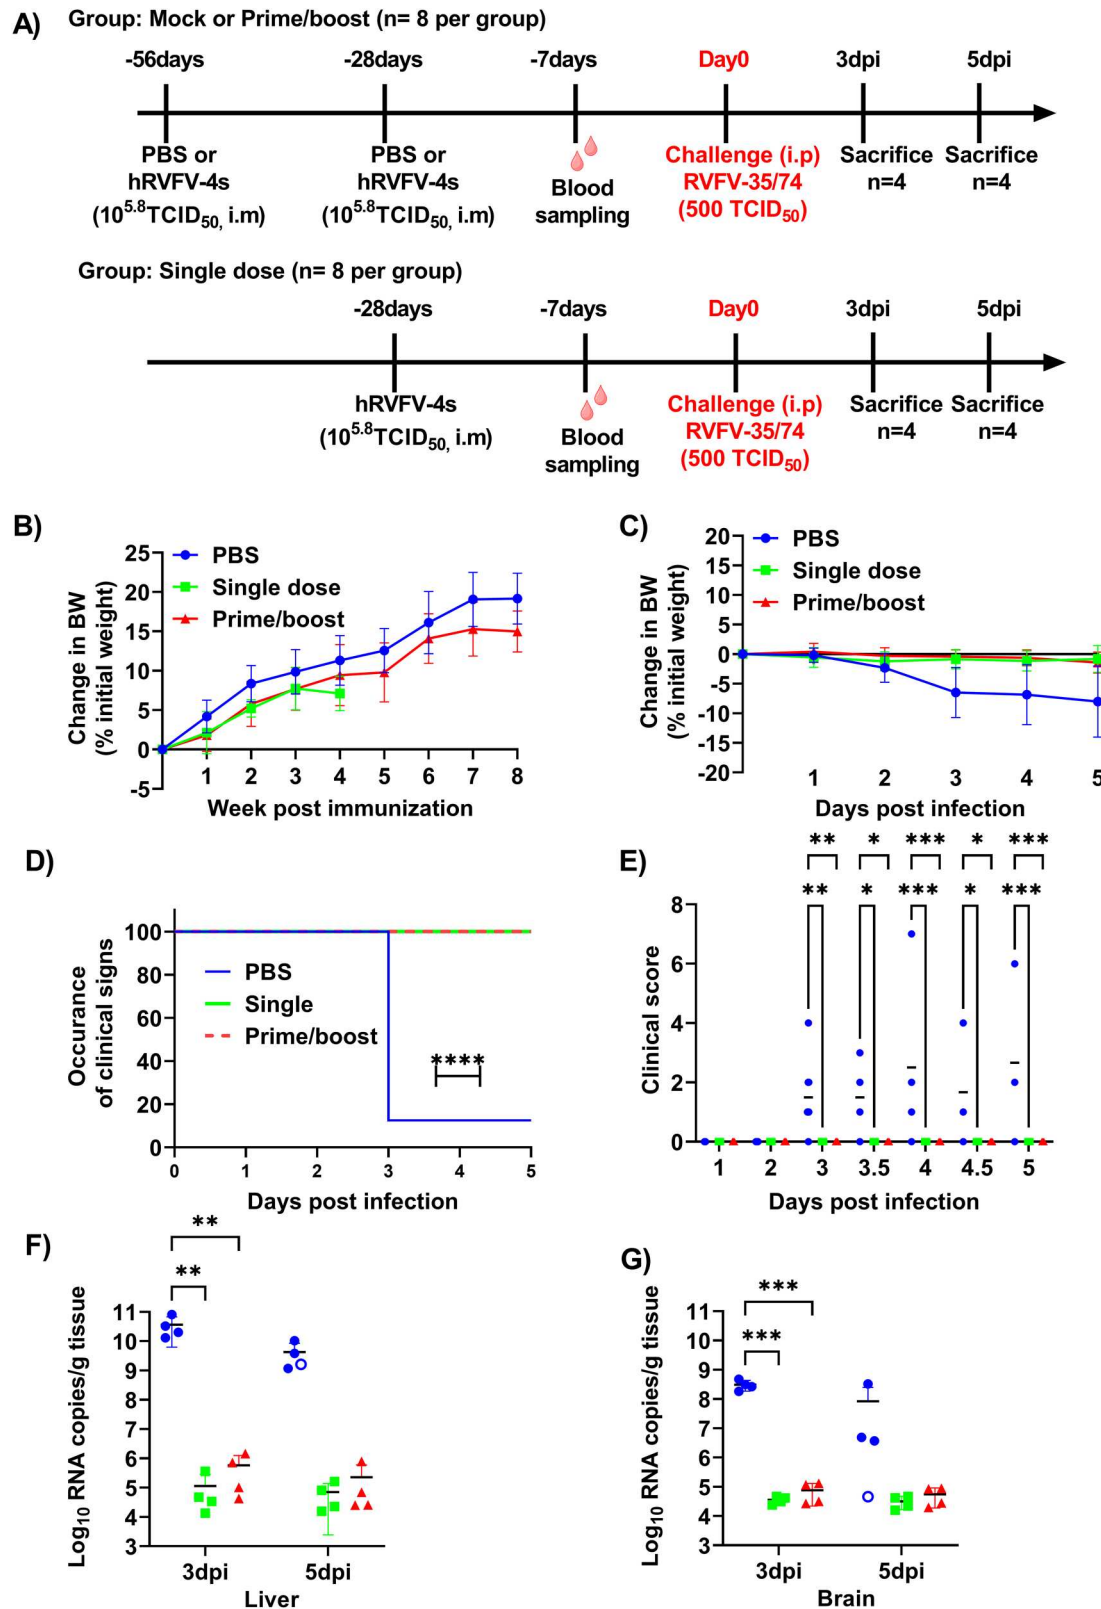 A)
Group: Mock or Prime/boost (n= 8 per group)
-56days -28days -7days Day0 3dpi 5dpi
PBS or hRVFV-4s (10^5.8TCID50, i.m)
PBS or hRVFV-4s (10^5.8TCID50, i.m)
Blood sampling
Challenge (i.p) RVFV-35/74 (500 TCID50)
Sacrifice n=4
Sacrifice n=4
Group: Single dose (n= 8 per group)
-28days -7days Day0 3dpi 5dpi
hRVFV-4s (10^5.8TCID50, i.m)
Blood sampling
Challenge (i.p) RVFV-35/74 (500 TCID50)
Sacrifice n=4
Sacrifice n=4
B)
Change in BW
(% initial weight)
25
20
15
10
5
0
-5
PBS
Single dose
Prime/boost
1 2 3 4 5 6 7 8
Week post immunization
C)
Change in BW
(% initial weight)
20
15
10
5
0
-5
-10
-15
-20
PBS
Single dose
Prime/boost
1 2 3 4 5
Days post infection
D)
Occurance
of clinical signs
100
80
60
40
20
0
PBS
Single
Prime/boost
****
0 1 2 3 4 5
Days post infection
E)
** * *** * ***
** * *** * ***
Clinical score
8
6
4
2
0
1 2 3 3.5 4 4.5 5
Days post infection
F)
**
**
Log10 RNA copies/g tissue
11
10
9
8
7
6
5
4
3
3dpi 5dpi
Liver
G)
***
***
Log10 RNA copies/g tissue
11
10
9
8
7
6
5
4
3
3dpi 5dpi
Brain